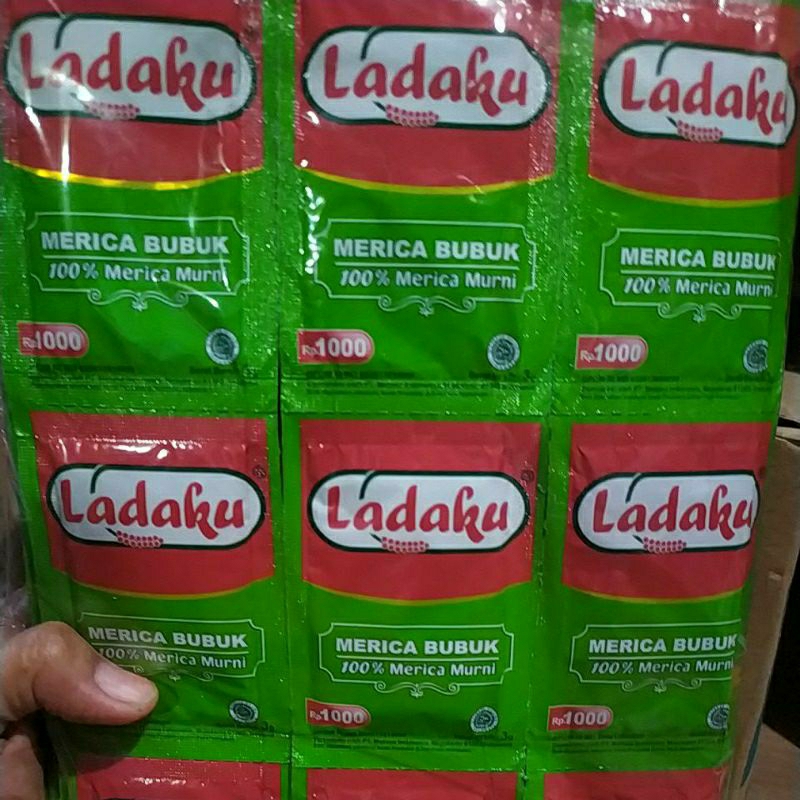 Ladaku Ladaku Ladaku
MERICA BUBUK MERICA BUBUK MERICA BUBUK
100% Merica Murni 100% Merica Murni 100% Merica Murni
Rp1000 Rp1000 Rp1000
Ladaku Ladaku Ladaku
MERICA BUBUK MERICA BUBUK MERICA BUBUK
100% Merica Murni 100% Merica Murni 100% Merica Murni
Rp1000 Rp1000 Rp1000